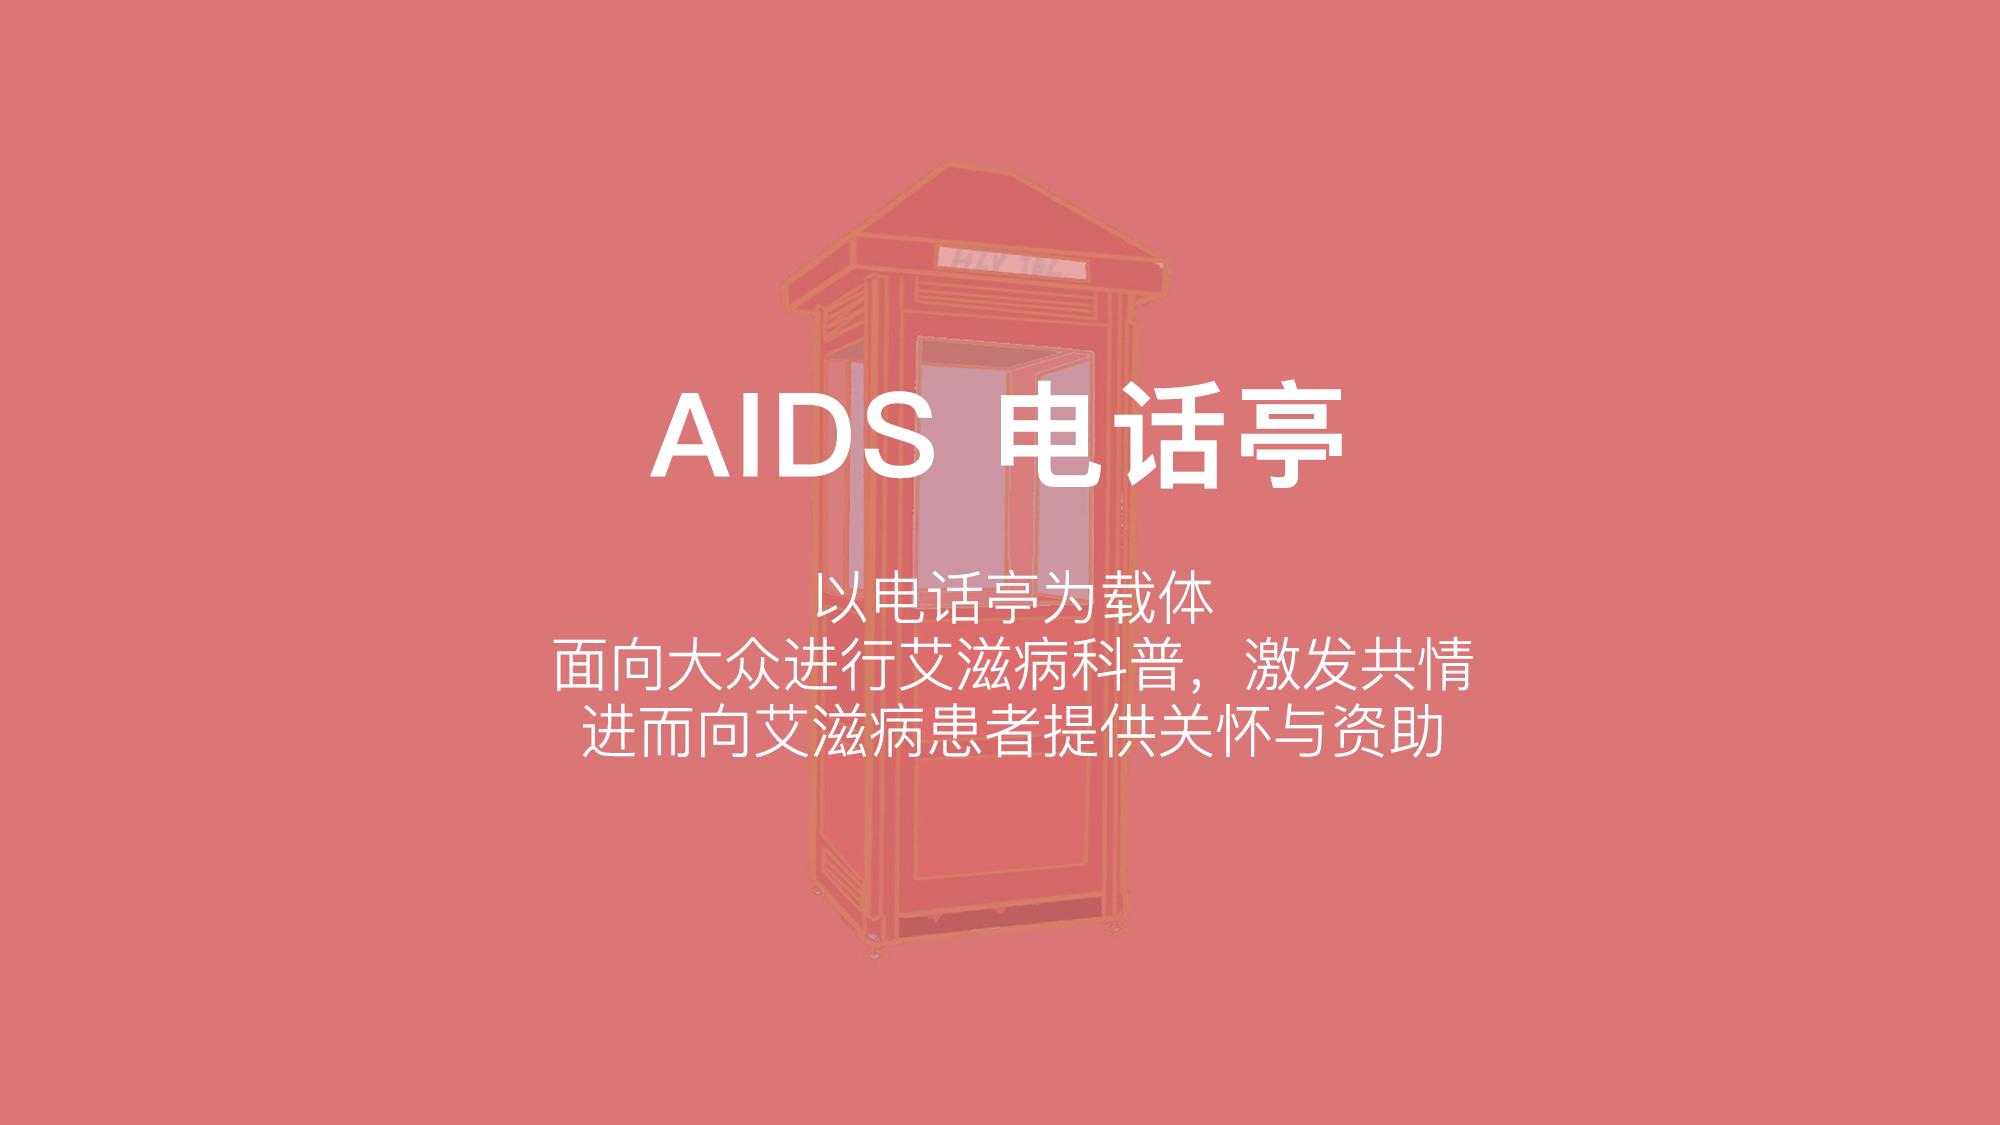 HIV TEL
AIDS 电话亭
以电话亭为载体
面向大众进行艾滋病科普，激发共情
进而向艾滋病患者提供关怀与资助